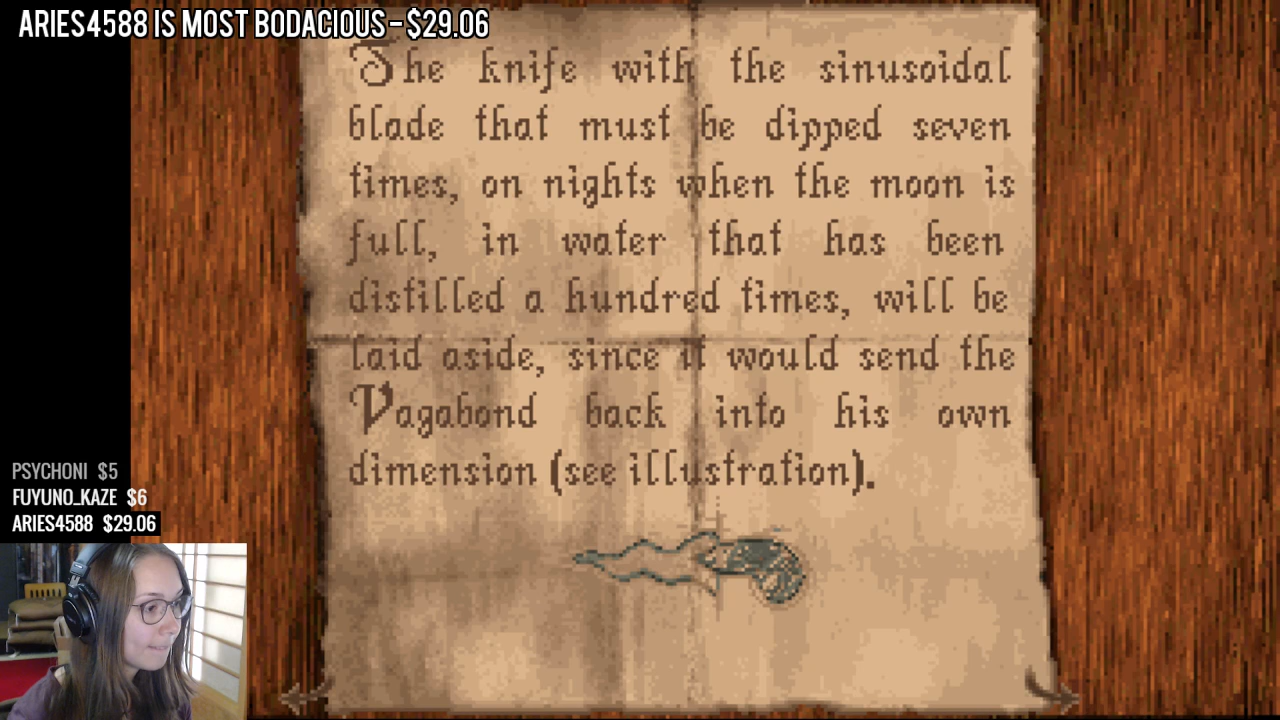 ARIES4588 IS MOST BODACIOUS - $29.06
The knife with the sinusoidal
blade that must be dipped seven
times, on nights when the moon is
full, in water that has been
distilled a hundred times, will be
laid aside, since it would send the
Vagabond back into his own
dimension (see illustration).
PSYCHONI $5
FUYUNO_KAZE $6
ARIES4588 $29.06